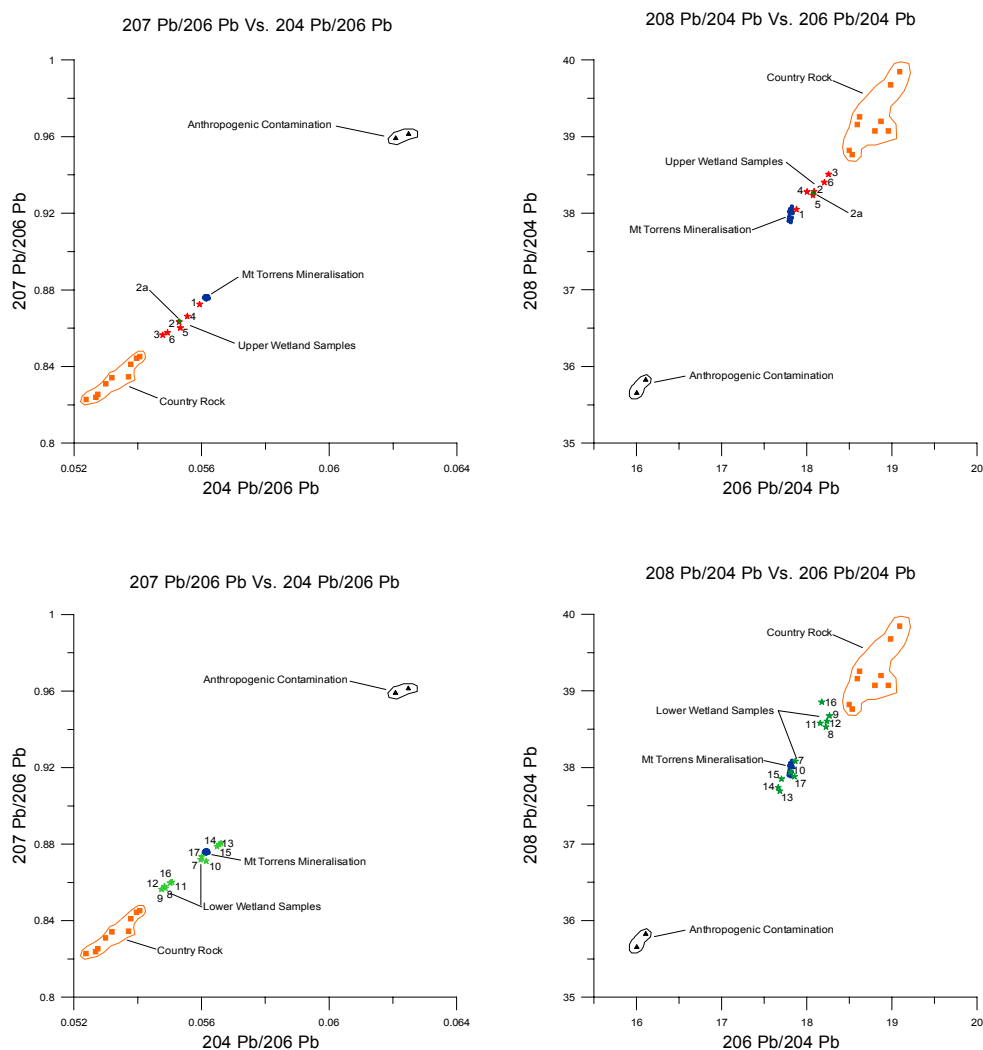 207 Pb/206 Pb Vs. 204 Pb/206 Pb
1
0.96
0.92
0.88
0.84
0.8
207 Pb/206 Pb
Anthropogenic Contamination
Mt Torrens Mineralisation
2a
1
4
2
5
3
6
Upper Wetland Samples
Country Rock
0.052
0.056
0.06
0.064
204 Pb/206 Pb
208 Pb/204 Pb Vs. 206 Pb/204 Pb
40
39
38
37
36
35
208 Pb/204 Pb
Country Rock
Upper Wetland Samples
3
6
4
2
5
2a
1
Mt Torrens Mineralisation
Anthropogenic Contamination
16
17
18
19
20
206 Pb/204 Pb
207 Pb/206 Pb Vs. 204 Pb/206 Pb
1
0.96
0.92
0.88
0.84
0.8
207 Pb/206 Pb
Anthropogenic Contamination
14
13
17
15
7
10
Mt Torrens Mineralisation
16
12
11
8
9
Lower Wetland Samples
Country Rock
0.052
0.056
0.06
0.064
204 Pb/206 Pb
208 Pb/204 Pb Vs. 206 Pb/204 Pb
40
39
38
37
36
35
208 Pb/204 Pb
Country Rock
16
Lower Wetland Samples
9
11
12
8
Mt Torrens Mineralisation
7
10
15
17
14
13
Anthropogenic Contamination
16
17
18
19
20
206 Pb/204 Pb